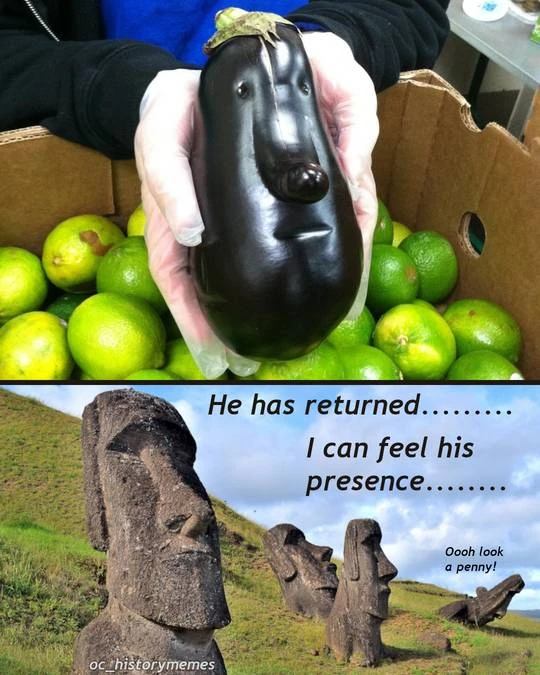 He has returned.........
I can feel his
presence........
Oooh look
a penny!
oc_historymemes